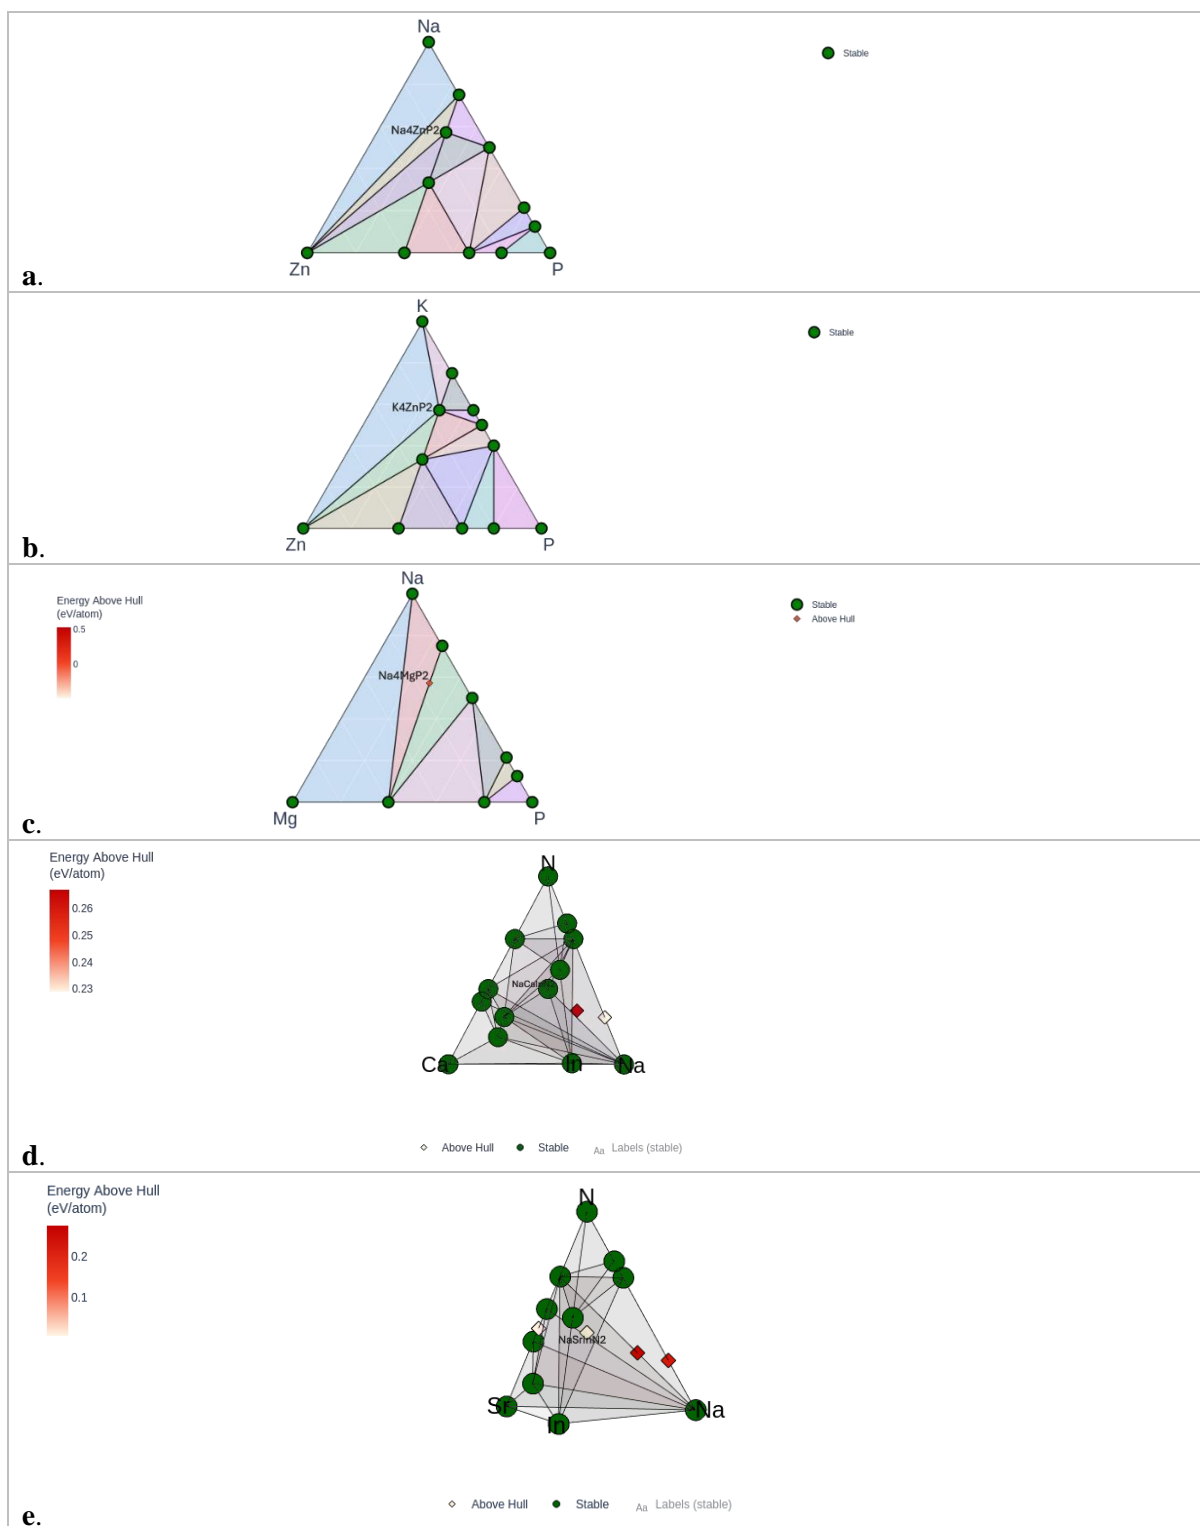 Na
Stable
Na4ZnP2
Zn
P
a.
K
Stable
K4ZnP2
Zn
P
b.
Na
Energy Above Hull
(eV/atom)
0.5
0
Stable
Above Hull
Na4MgP2
Mg
P
c.
Energy Above Hull
(eV/atom)
0.26
0.25
0.24
0.23
N
NaCaInN2
Ca
In
Na
Above Hull
Stable
Aa Labels (stable)
d.
Energy Above Hull
(eV/atom)
0.2
0.1
N
NaSrInN2
Sr
In
Na
Above Hull
Stable
Aa Labels (stable)
e.